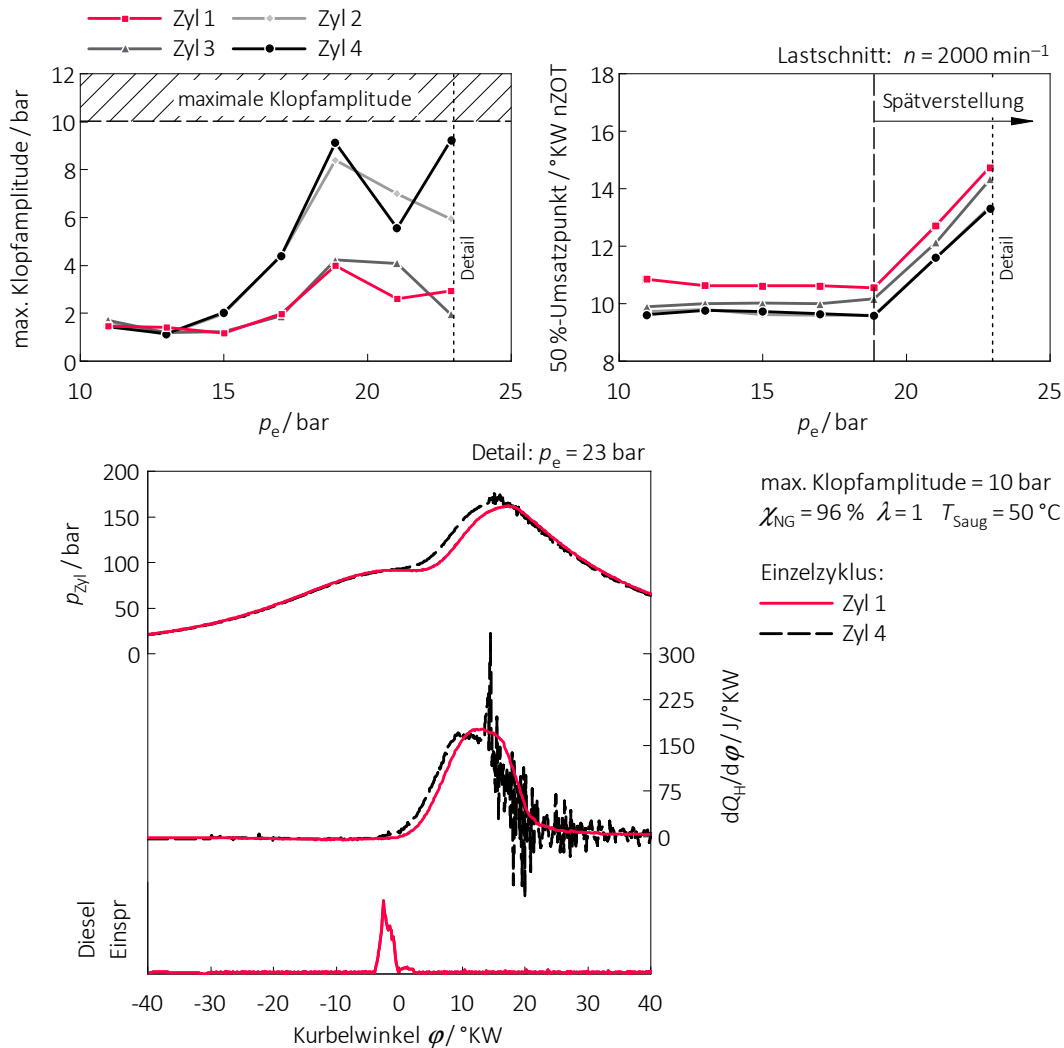 Zyl 1 Zyl 2
Zyl 3 Zyl 4
Lastschnitt: n = 2000 min⁻¹
max. Klopfamplitude / bar
12
10
8
6
4
2
0
maximale Klopfamplitude
Detail
10 15 20 25
pₑ / bar
50 %-Umsatzpunkt / °KW nZOT
18
16
14
12
10
8
Spätverstellung
Detail
10 15 20 25
pₑ / bar
Detail: pₑ = 23 bar
p_Zyl / bar
200
150
100
50
0
300
225
150
75
0
dQ_H/dφ / J/°KW
Diesel
Einspr
-40 -30 -20 -10 0 10 20 30 40
Kurbelwinkel φ / °KW
max. Klopfamplitude = 10 bar
χ_NG = 96 % λ = 1 T_Saug = 50 °C
Einzelzyklus:
Zyl 1
Zyl 4